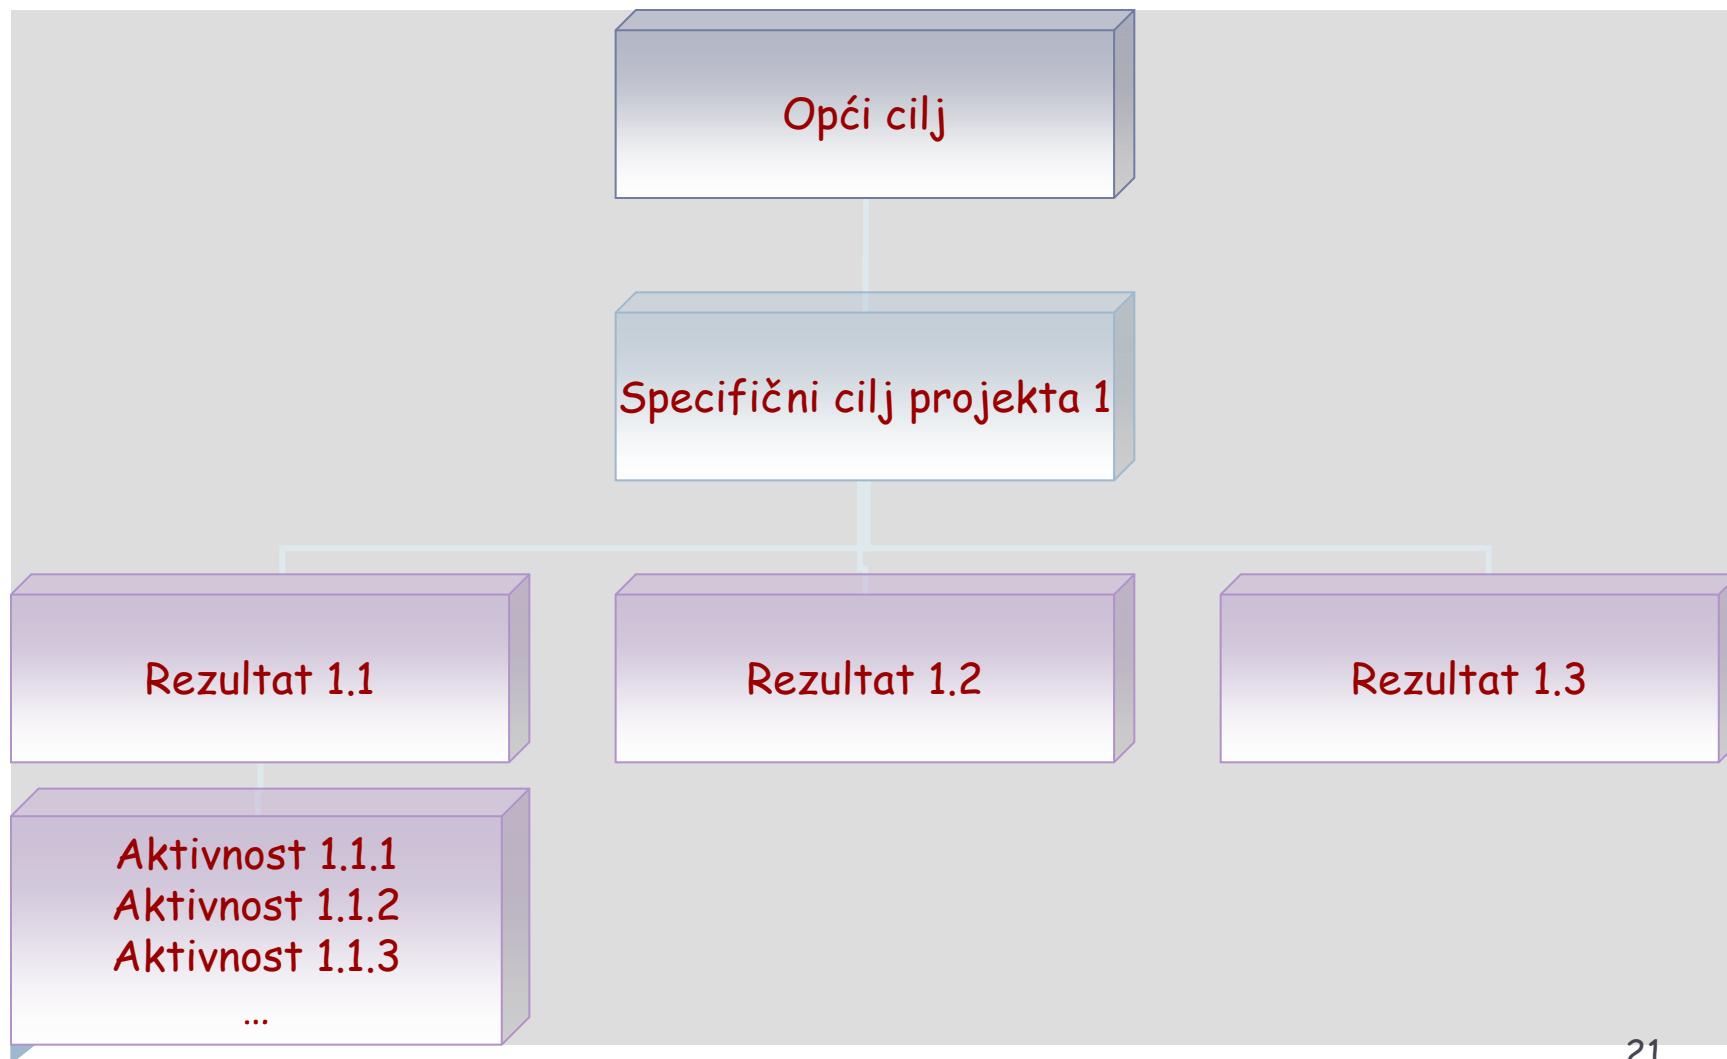 Opći cilj
Specifični cilj projekta 1
Rezultat 1.1
Rezultat 1.2
Rezultat 1.3
Aktivnost 1.1.1
Aktivnost 1.1.2
Aktivnost 1.1.3
…
21